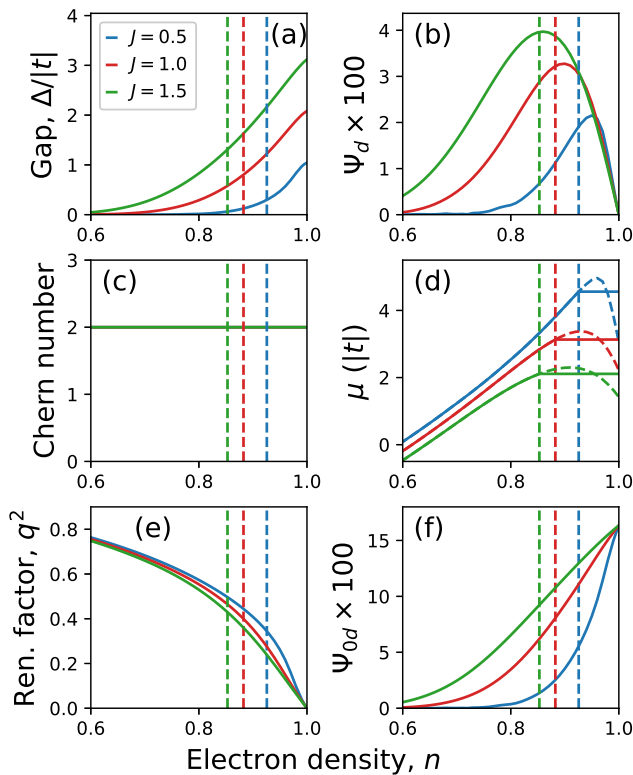 (a)
J = 0.5
J = 1.0
J = 1.5
Gap, Δ/|t|
4
3
2
1
0
0.6
0.8
1.0
(b)
Ψd × 100
4
3
2
1
0
0.6
0.8
1.0
(c)
Chern number
3
2
1
0
0.6
0.8
1.0
(d)
μ (|t|)
4
2
0
0.6
0.8
1.0
(e)
Ren. factor, q²
0.8
0.6
0.4
0.2
0.0
0.6
0.8
1.0
(f)
Ψ0d × 100
15
10
5
0
0.6
0.8
1.0
Electron density, n